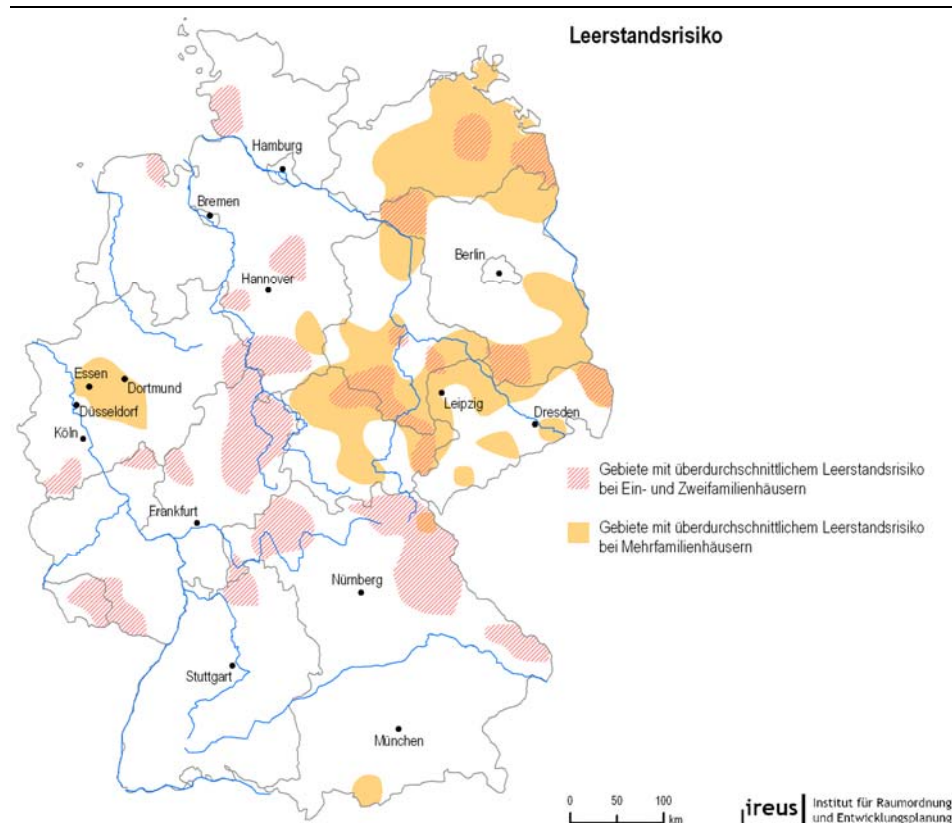 Leerstandsrisiko
Hamburg
Bremen
Berlin
Hannover
Essen
Dortmund
Düsseldorf
Leipzig
Köln
Dresden
Gebiete mit überdurchschnittlichem Leerstandsrisiko
bei Ein- und Zweifamilienhäusern
Frankfurt
Gebiete mit überdurchschnittlichem Leerstandsrisiko
bei Mehrfamilienhäusern
Nürnberg
Stuttgart
München
0 50 100
km
ireus
Institut für Raumordnung
und Entwicklungsplanung